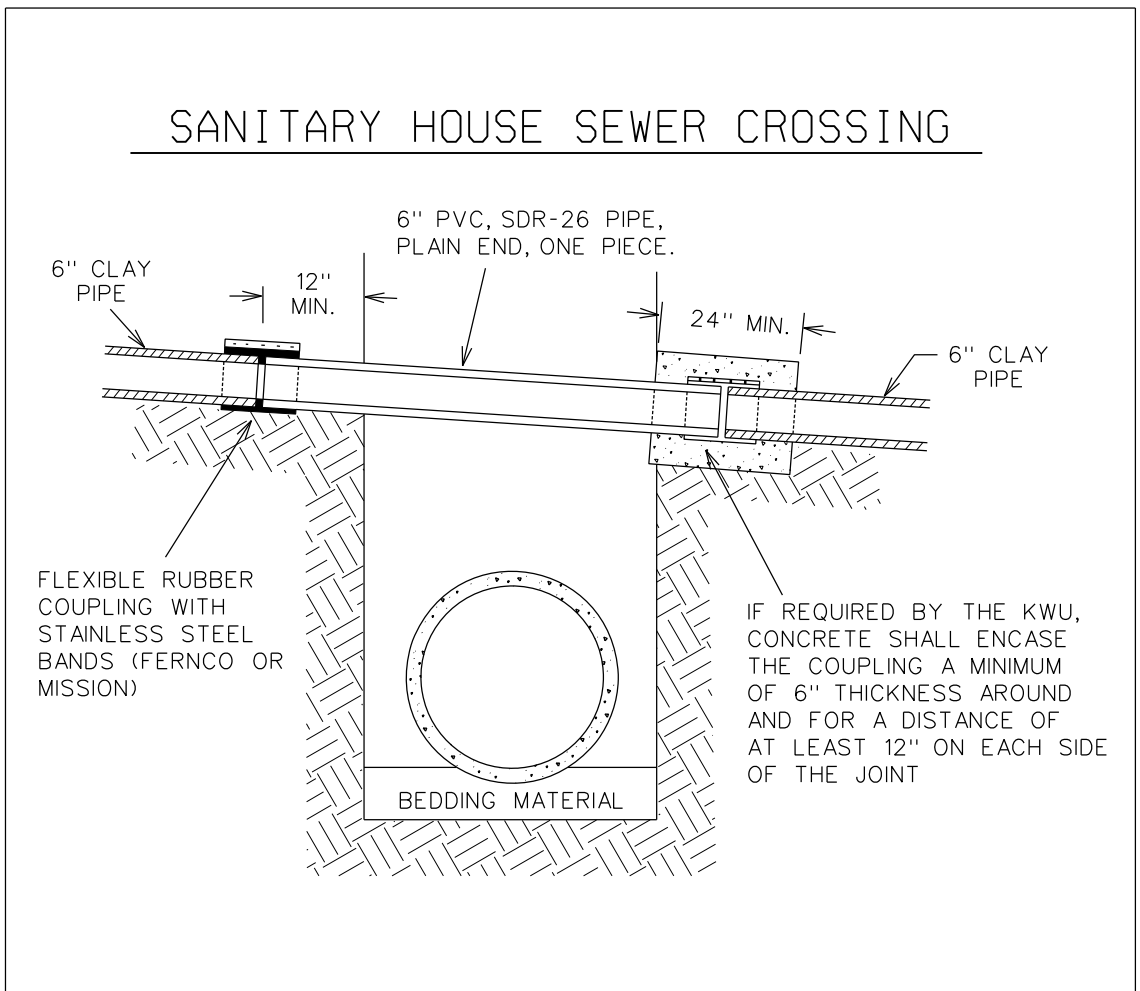 SANITARY HOUSE SEWER CROSSING
6" PVC, SDR-26 PIPE,
PLAIN END, ONE PIECE.
6" CLAY
PIPE
12"
MIN.
24" MIN.
6" CLAY
PIPE
FLEXIBLE RUBBER
COUPLING WITH
STAINLESS STEEL
BANDS (FERNCO OR
MISSION)
IF REQUIRED BY THE KWU,
CONCRETE SHALL ENCASE
THE COUPLING A MINIMUM
OF 6" THICKNESS AROUND
AND FOR A DISTANCE OF
AT LEAST 12" ON EACH SIDE
OF THE JOINT
BEDDING MATERIAL